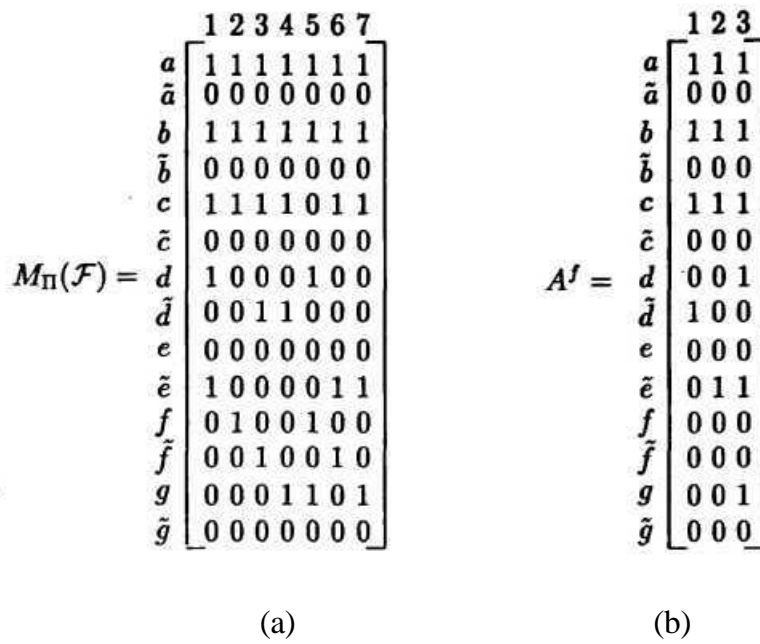 1 2 3 4 5 6 7
a 1 1 1 1 1 1 1
ã 0 0 0 0 0 0 0
b 1 1 1 1 1 1 1
b̃ 0 0 0 0 0 0 0
c 1 1 1 1 0 1 1
c̃ 0 0 0 0 0 0 0
M_Π(𝓕) = d 1 0 0 0 1 0 0
d̃ 0 0 1 1 0 0 0
e 0 0 0 0 0 0 0
ẽ 1 0 0 0 0 1 1
f 0 1 0 0 1 0 0
f̃ 0 0 1 0 0 1 0
g 0 0 0 1 1 0 1
g̃ 0 0 0 0 0 0 0
(a)
1 2 3
a 1 1 1
ã 0 0 0
b 1 1 1
b̃ 0 0 0
c 1 1 1
c̃ 0 0 0
A^f = d 0 0 1
d̃ 1 0 0
e 0 0 0
ẽ 0 1 1
f 0 0 0
f̃ 0 0 0
g 0 0 1
g̃ 0 0 0
(b)